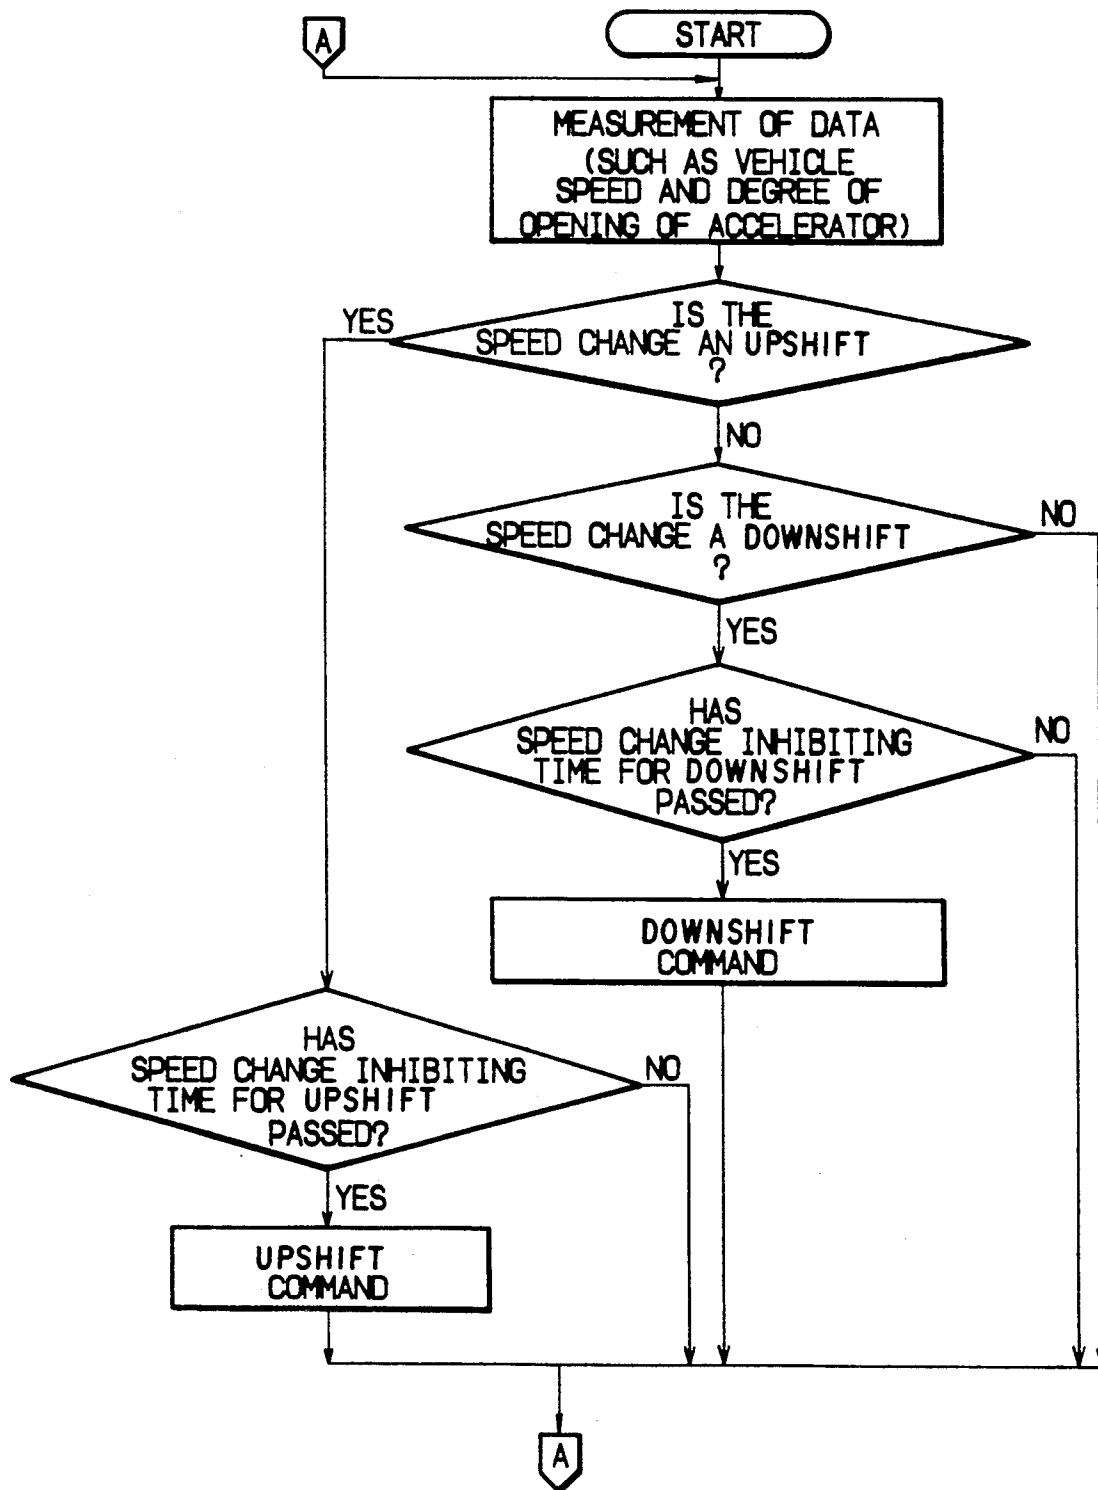 A
START
MEASUREMENT OF DATA
(SUCH AS VEHICLE
SPEED AND DEGREE OF
OPENING OF ACCELERATOR)
YES
IS THE
SPEED CHANGE AN UPSHIFT
?
NO
IS THE
SPEED CHANGE A DOWNSHIFT
?
NO
YES
HAS
SPEED CHANGE INHIBITING
TIME FOR DOWNSHIFT
PASSED?
NO
YES
DOWNSHIFT
COMMAND
HAS
SPEED CHANGE INHIBITING
TIME FOR UPSHIFT
PASSED?
NO
YES
UPSHIFT
COMMAND
A